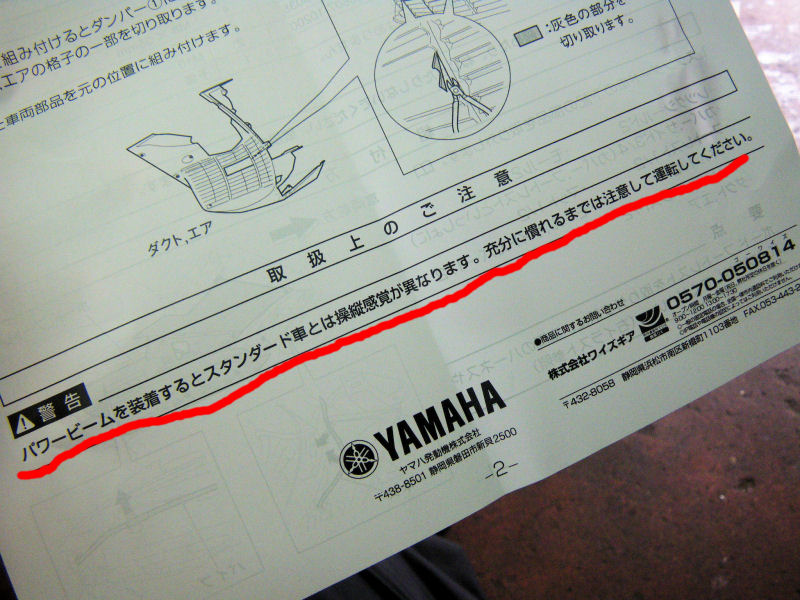 組み付けるとダンパー①
エアの格子の一部を切り取ります。
車両部品を元の位置に組み付けます。
:灰色の部分を
切り取ります。
ダクト,エア
取扱上のご注意
警告
パワービームを装着するとスタンダード車とは操縦感覚が異なります。充分に慣れるまでは注意して運転してください。
YAMAHA
ヤマハ発動機株式会社
〒438-8501 静岡県磐田市新貝2500
●商品に関するお問い合わせ
株式会社ワイズギア
0570-050814
〒432-8058 静岡県浜松市南区新橋町1103番地 FAX.053-443-2
-2-